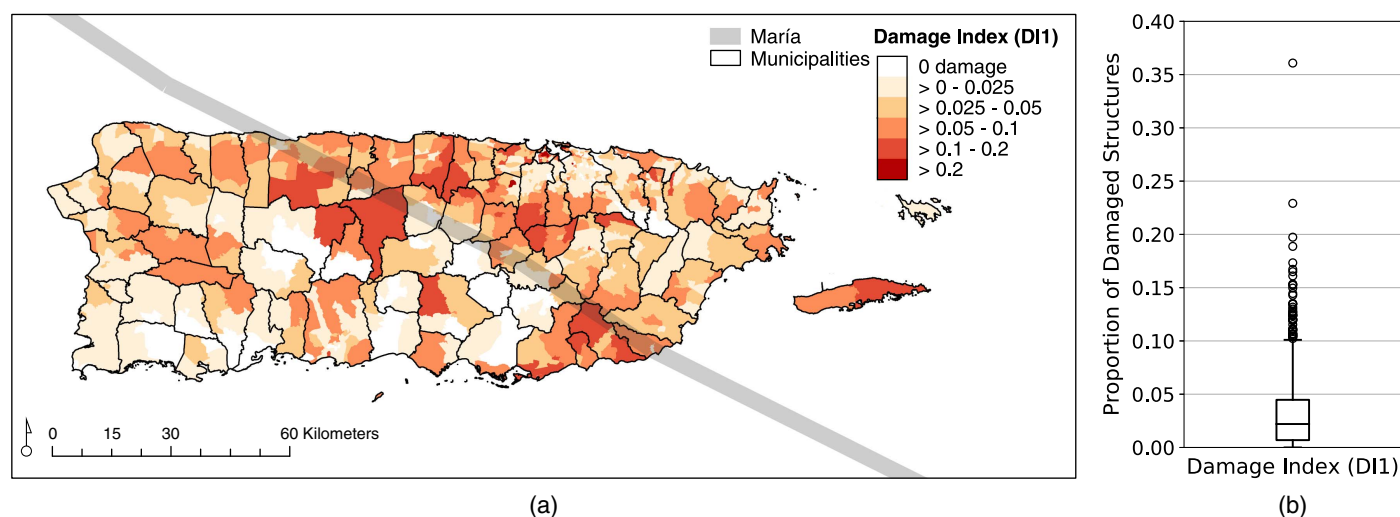 María
Municipalities
Damage Index (DI1)
0 damage
> 0 - 0.025
> 0.025 - 0.05
> 0.05 - 0.1
> 0.1 - 0.2
> 0.2
0 15 30 60 Kilometers
(a)
Proportion of Damaged Structures
0.40
0.35
0.30
0.25
0.20
0.15
0.10
0.05
0.00
Damage Index (DI1)
(b)